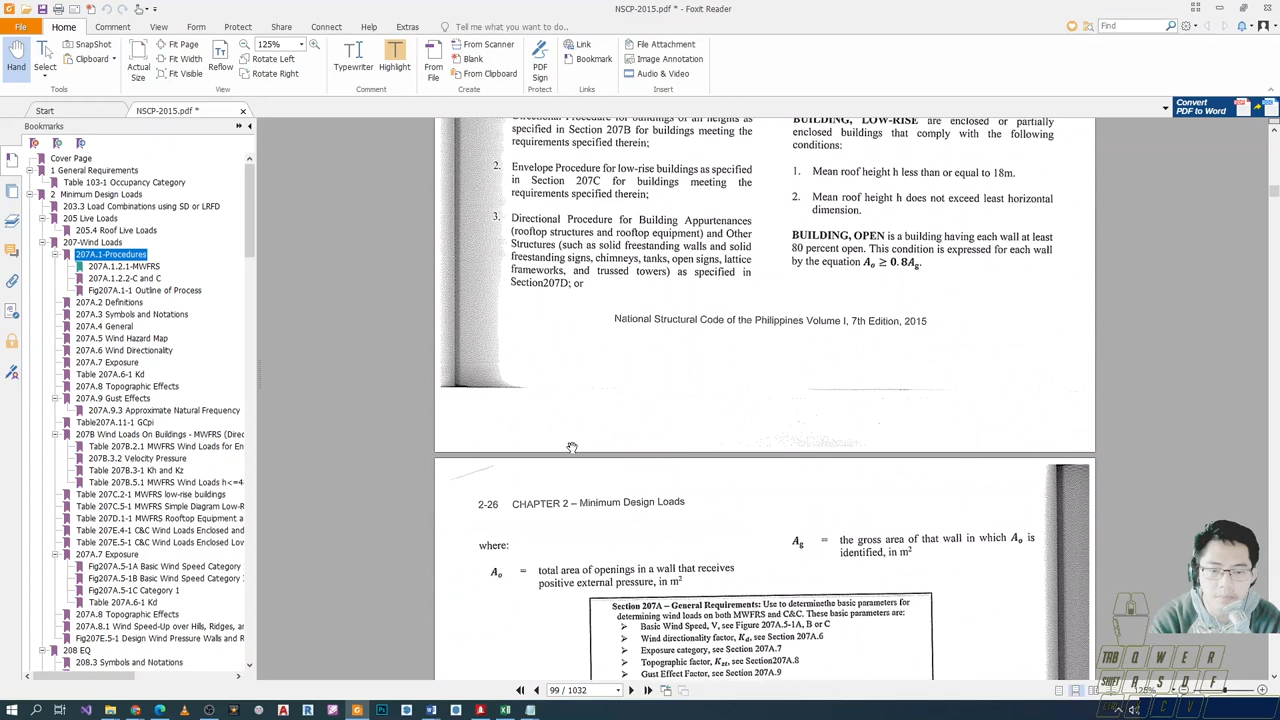 NSCP-2015.pdf * - Foxit Reader
File Home Comment View Form Protect Share Connect Help Extras Tell me what you want to do.. Find
Hand
Select
SnapShot
Clipboard
Tools
Actual
Size
Fit Page
Fit Width
Fit Visible
Reflow
125%
Rotate Left
Rotate Right
View
Typewriter
Highlight
Comment
From
File
From Scanner
Blank
From Clipboard
Create
PDF
Sign
Protect
Link
Bookmark
Links
File Attachment
Image Annotation
Audio & Video
Insert
Start
NSCP-2015.pdf *
Convert
PDF to Word
Bookmarks
Cover Page
1 General Requirements
Table 103-1 Occupancy Category
2 Minimum Design Loads
203.3 Load Combinations using SD or LRFD
205 Live Loads
205.4 Roof Live Loads
207-Wind Loads
207A.1-Procedures
207A.1.2.1-MWFRS
207A.1.2.2-C and C
Fig207A.1-1 Outline of Process
207A.2 Definitions
207A.3 Symbols and Notations
207A.4 General
207A.5 Wind Hazard Map
207A.6 Wind Directionality
207A.7 Exposure
Table 207A.6-1 Kd
207A.8 Topographic Effects
207A.9 Gust Effects
207A.9.3 Approximate Natural Frequency
Table207A.11-1 GCpi
207B Wind Loads On Buildings - MWFRS (Direc
Table 207B.2.1 MWFRS Wind Loads for En
207B.3.2 Velocity Pressure
Table 207B.3-1 Kh and Kz
Table 207B.5.1 MWFRS Wind Loads h<=4
Table 207C.2-1 MWFRS low-rise buildings
Table 207C.5-1 MWFRS Simple Diagram Low-R
Table 207D.1-1 MWFRS Rooftop Equipment a
Table 207E.4-1 C&C Wind Loads Enclosed and
Table 207E.5-1 C&C Wind Loads Enclosed Low
207A.7 Exposure
Fig207A.5-1A Basic Wind Speed Category
Fig207A.5-1B Basic Wind Speed Category
Fig207A.5-1C Category 1
Table 207A.6-1 Kd
207A.8 Topographic Effects
207A.8.1 Wind Speed-Up over Hills, Ridges, ar
Fig207E.5-1 Design Wind Pressure Walls and R
208 EQ
208.3 Symbols and Notations
Directional Procedure for buildings of all heights as
specified in Section 207B for buildings meeting the
requirements specified therein;
2. Envelope Procedure for low-rise buildings as specified
in Section 207C for buildings meeting the
requirements specified therein;
3. Directional Procedure for Building Appurtenances
(rooftop structures and rooftop equipment) and Other
Structures (such as solid freestanding walls and solid
freestanding signs, chimneys, tanks, open signs, lattice
frameworks, and trussed towers) as specified in
Section207D; or
BUILDING, LOW-RISE are enclosed or partially
enclosed buildings that comply with the following
conditions:
1. Mean roof height h less than or equal to 18m.
2. Mean roof height h does not exceed least horizontal
dimension.
BUILDING, OPEN is a building having each wall at least
80 percent open. This condition is expressed for each wall
by the equation Ao ≥ 0.8Ag.
National Structural Code of the Philippines Volume I, 7th Edition, 2015
2-26 CHAPTER 2 – Minimum Design Loads
where:
Ao = total area of openings in a wall that receives
positive external pressure, in m²
Ag = the gross area of that wall in which Ao is
identified, in m²
Section 207A – General Requirements: Use to determinethe basic parameters for
determining wind loads on both MWFRS and C&C. These basic parameters are:
➢ Basic Wind Speed, V, see Figure 207A.5-1A, B or C
➢ Wind directionality factor, Kd, see Section 207A.6
➢ Exposure category, see Section 207A.7
➢ Topographic factor, Kzt, see Section207A.8
➢ Gust Effect Factor, see Section 207A.9
99 / 1032
125%
TAB Q W E R
SHIFT A S D F